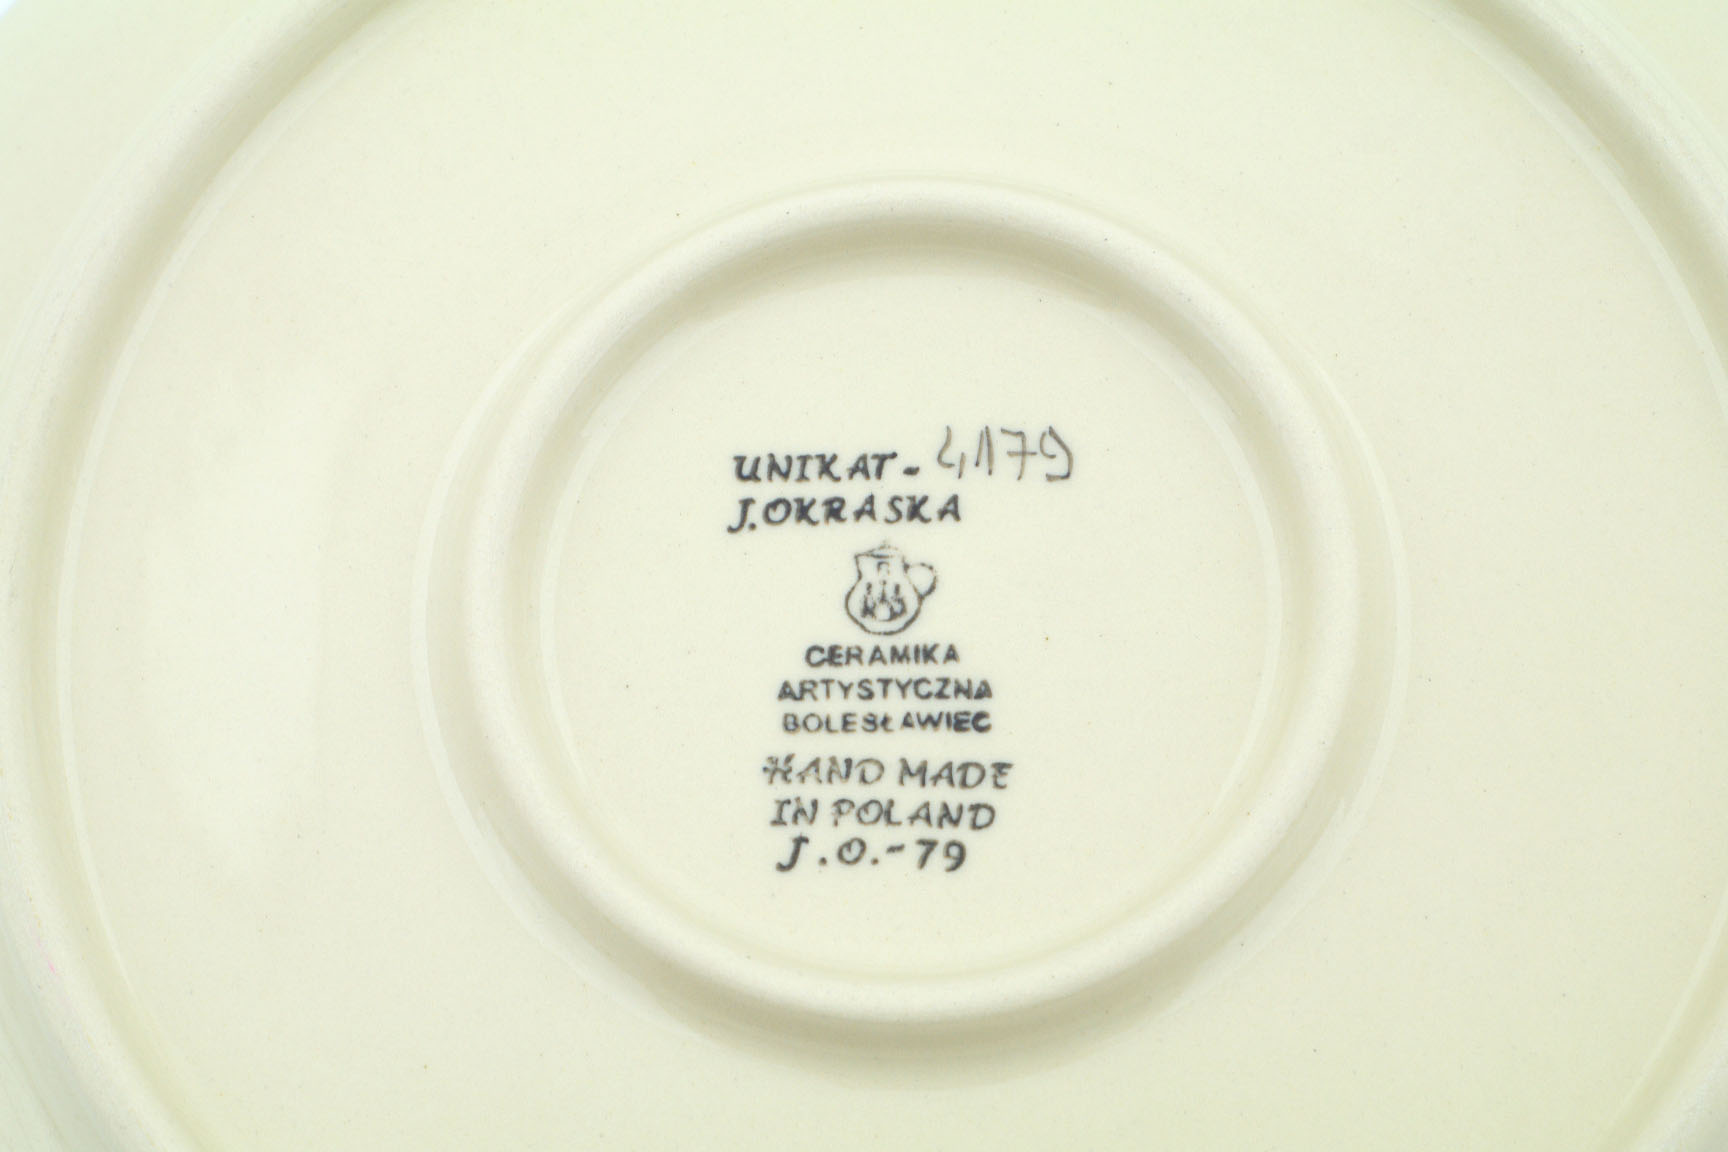 UNIKAT - 4179
J. OKRASKA
CERAMIKA
ARTYSTYCZNA
BOLESŁAWIEC
HAND MADE
IN POLAND
J.O.-79